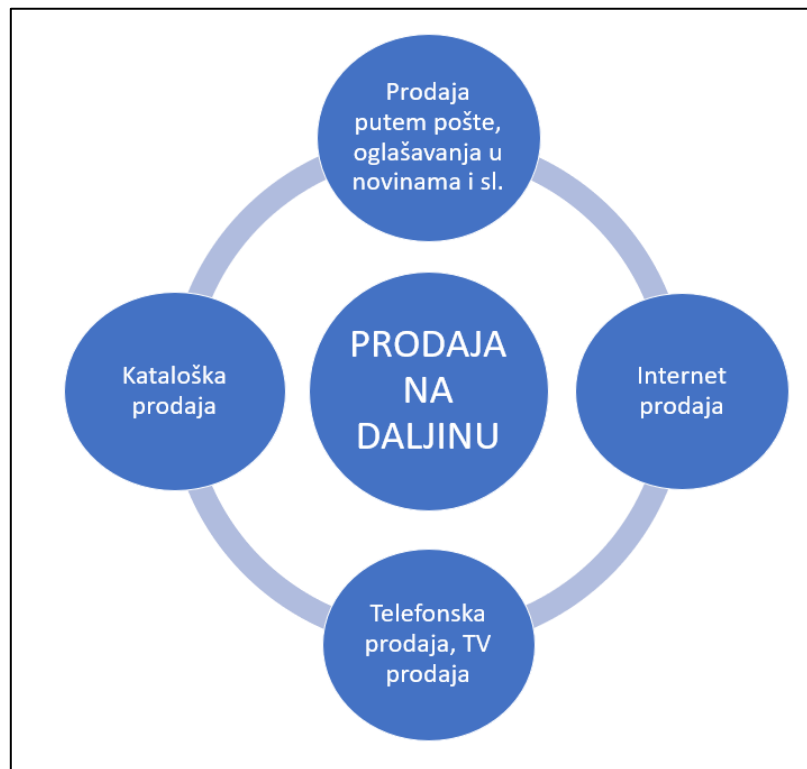 Prodaja
putem pošte,
oglašavanja u
novinama i sl.
Kataloška
prodaja
PRODAJA
NA
DALJINU
Internet
prodaja
Telefonska
prodaja, TV
prodaja